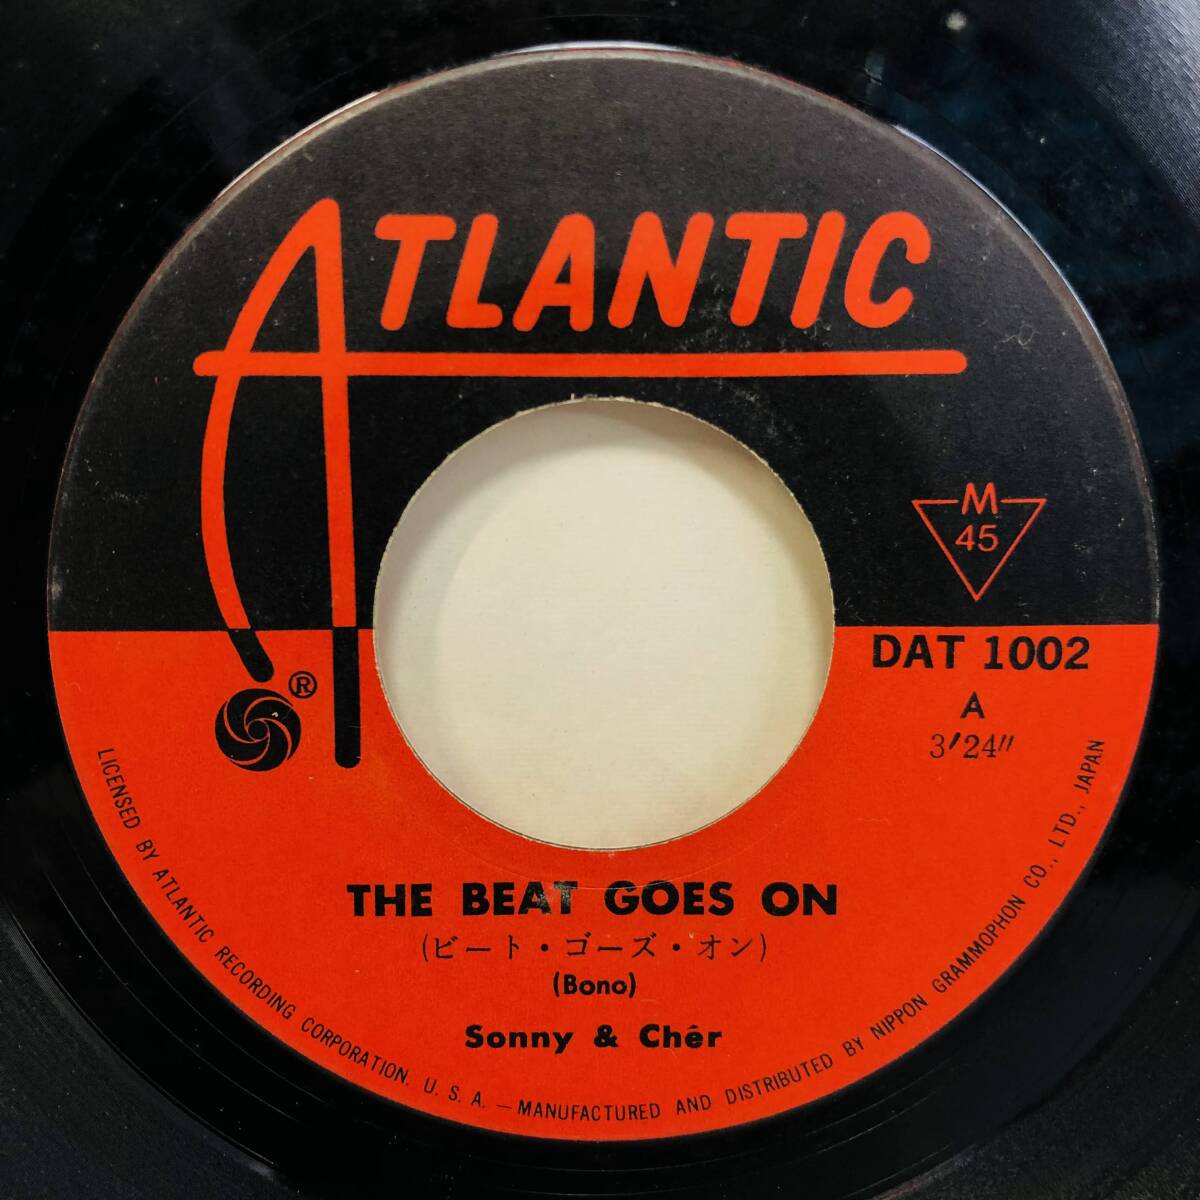 ATLANTIC
M
45
®
DAT 1002
A
3′24″
THE BEAT GOES ON
(ビート・ゴーズ・オン)
(Bono)
Sonny & Chêr
LICENSED BY ATLANTIC RECORDING CORPORATION. U. S. A. — MANUFACTURED AND DISTRIBUTED BY NIPPON GRAMMOPHON CO., LTD., JAPAN